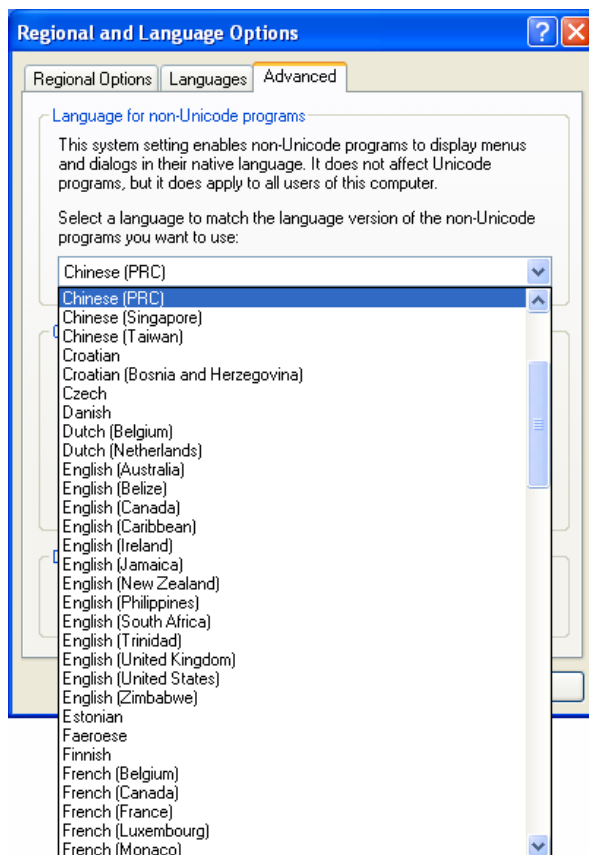 Regional and Language Options
Regional Options Languages Advanced
Language for non-Unicode programs
This system setting enables non-Unicode programs to display menus
and dialogs in their native language. It does not affect Unicode
programs, but it does apply to all users of this computer.
Select a language to match the language version of the non-Unicode
programs you want to use:
Chinese (PRC)
Chinese (PRC)
Chinese (Singapore)
Chinese (Taiwan)
Croatian
Croatian (Bosnia and Herzegovina)
Czech
Danish
Dutch (Belgium)
Dutch (Netherlands)
English (Australia)
English (Belize)
English (Canada)
English (Caribbean)
English (Ireland)
English (Jamaica)
English (New Zealand)
English (Philippines)
English (South Africa)
English (Trinidad)
English (United Kingdom)
English (United States)
English (Zimbabwe)
Estonian
Faeroese
Finnish
French (Belgium)
French (Canada)
French (France)
French (Luxembourg)
French (Monaco)